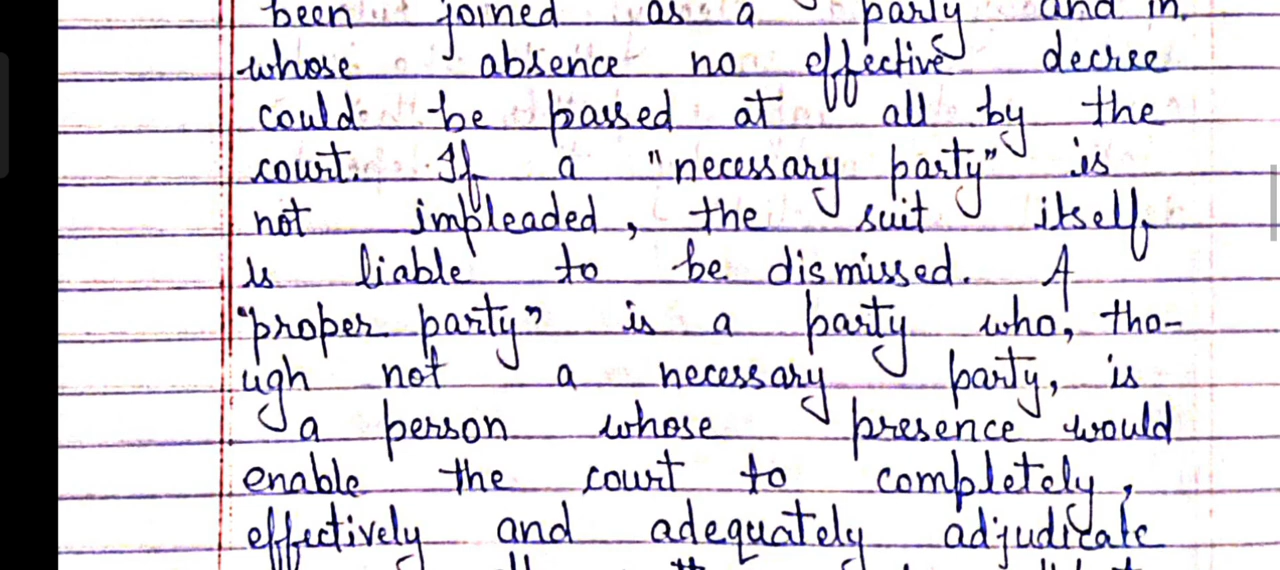 been joined as a party and in
whose absence no effective decree
could be passed at all by the
court. If a "necessary party" is
not impleaded, the suit itself
is liable to be dismissed. A
"proper party" is a party who, tho-
ugh not a necessary party, is
a person whose presence would
enable the court to completely,
effectively and adequately adjudicate